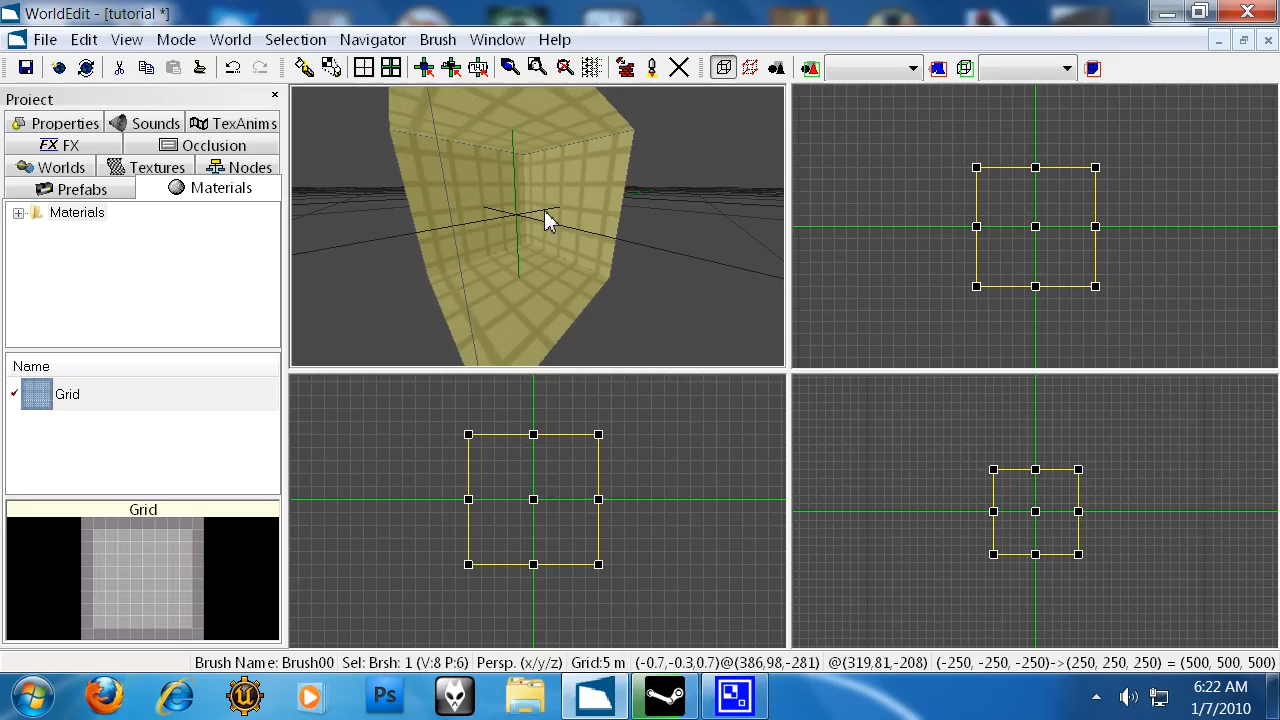 WorldEdit - [tutorial *]
File Edit View Mode World Selection Navigator Brush Window Help
Project
Properties Sounds TexAnims
FX FX Occlusion
Worlds Textures Nodes
Prefabs Materials
Materials
Name
Grid
Grid
Brush Name: Brush00 Sel: Brsh: 1 (V:8 P:6) Persp. (x/y/z) Grid:5 m (-0.7,-0.3,0.7)@(386,98,-281) @(319,81,-208) (-250, -250, -250)->(250, 250, 250) = (500, 500, 500)
Ps
6:22 AM
1/7/2010